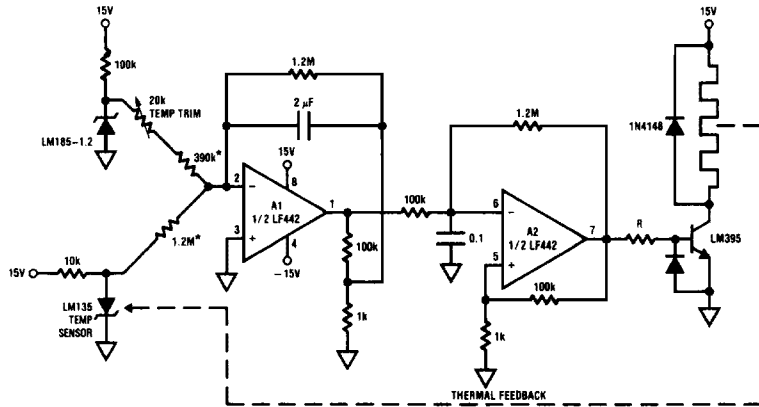 15V
100k
LM185–1.2
20k
TEMP TRIM
390k*
1.2M*
15V
10k
LM135
TEMP
SENSOR
1.2M
2 μF
15V
8
2
–
A1
1/2 LF442
1
3
+
4
–15V
100k
1k
100k
0.1
1.2M
6
–
A2
1/2 LF442
7
5
+
100k
1k
R
15V
1N4148
LM395
THERMAL FEEDBACK